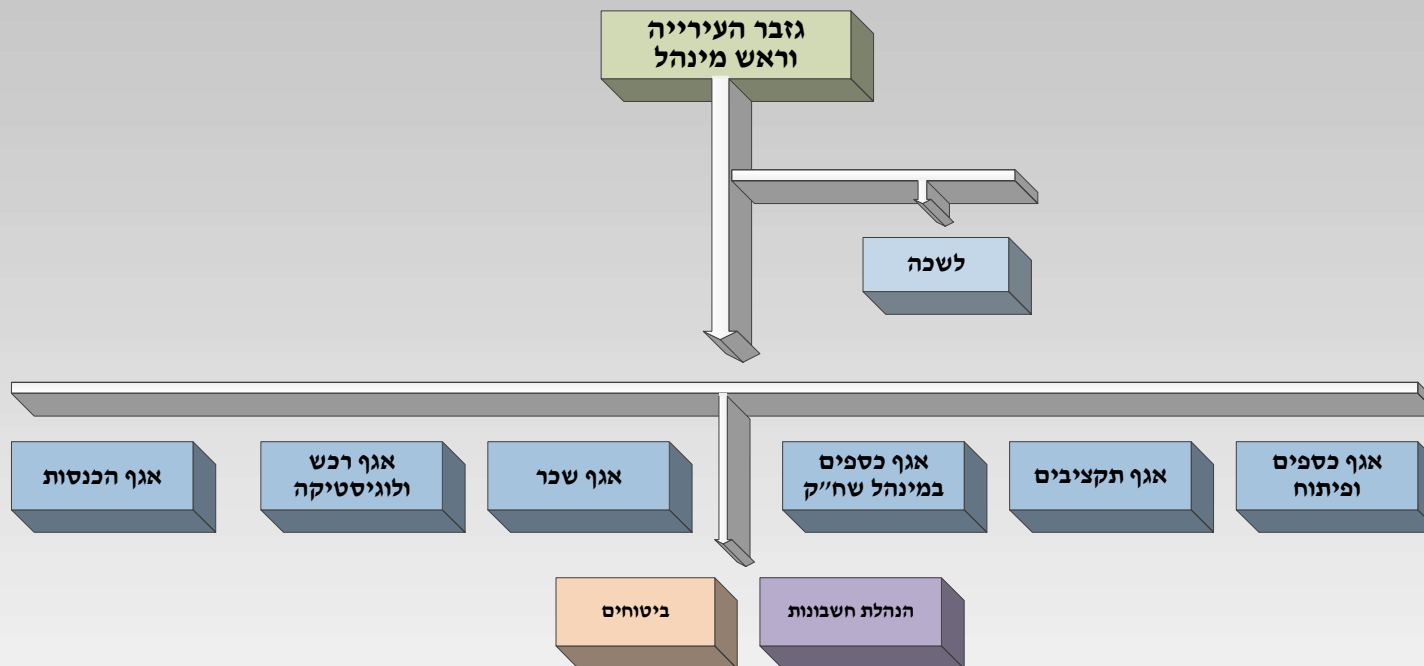 גזבר העירייה
וראש מינהל
לשכה
אגף כספים
ופיתוח
אגף תקציבים
אגף כספים
במינהל שח"ק
אגף שכר
אגף רכש
ולוגיסטיקה
אגף הכנסות
הנהלת חשבונות
ביטוחים